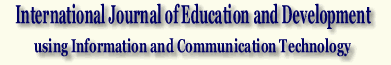 International Journal of Education and Development
using Information and Communication Technology